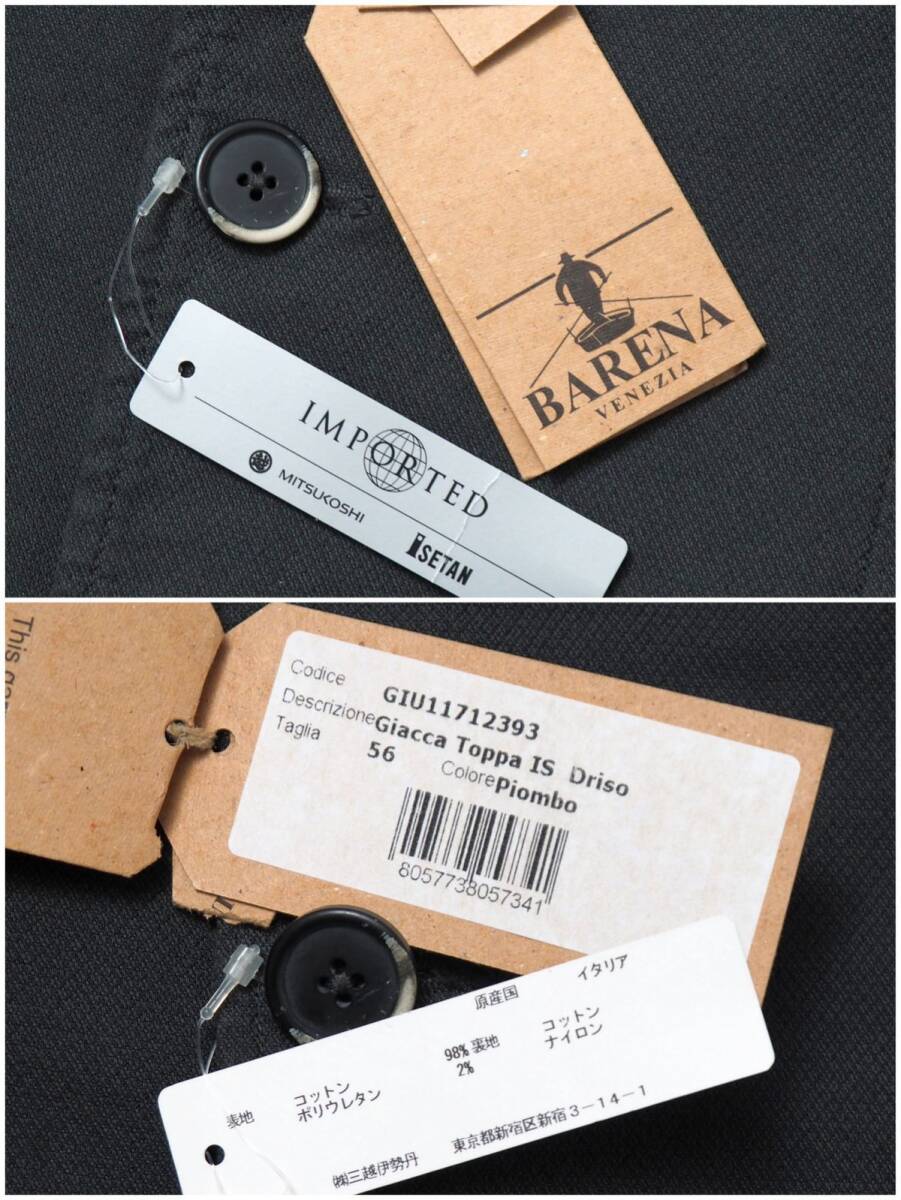 BARENA
VENEZIA
IMPORTED
MITSUKOSHI
ISETAN
This gar
Codice GIU11712393
Descrizione Giacca Toppa IS Driso
Taglia 56 Colore Piombo
8057738057341
原産国 イタリア
表地 コットン 98% 裏地 コットン
ポリウレタン 2% ナイロン
㈱三越伊勢丹 東京都新宿区新宿3-14-1